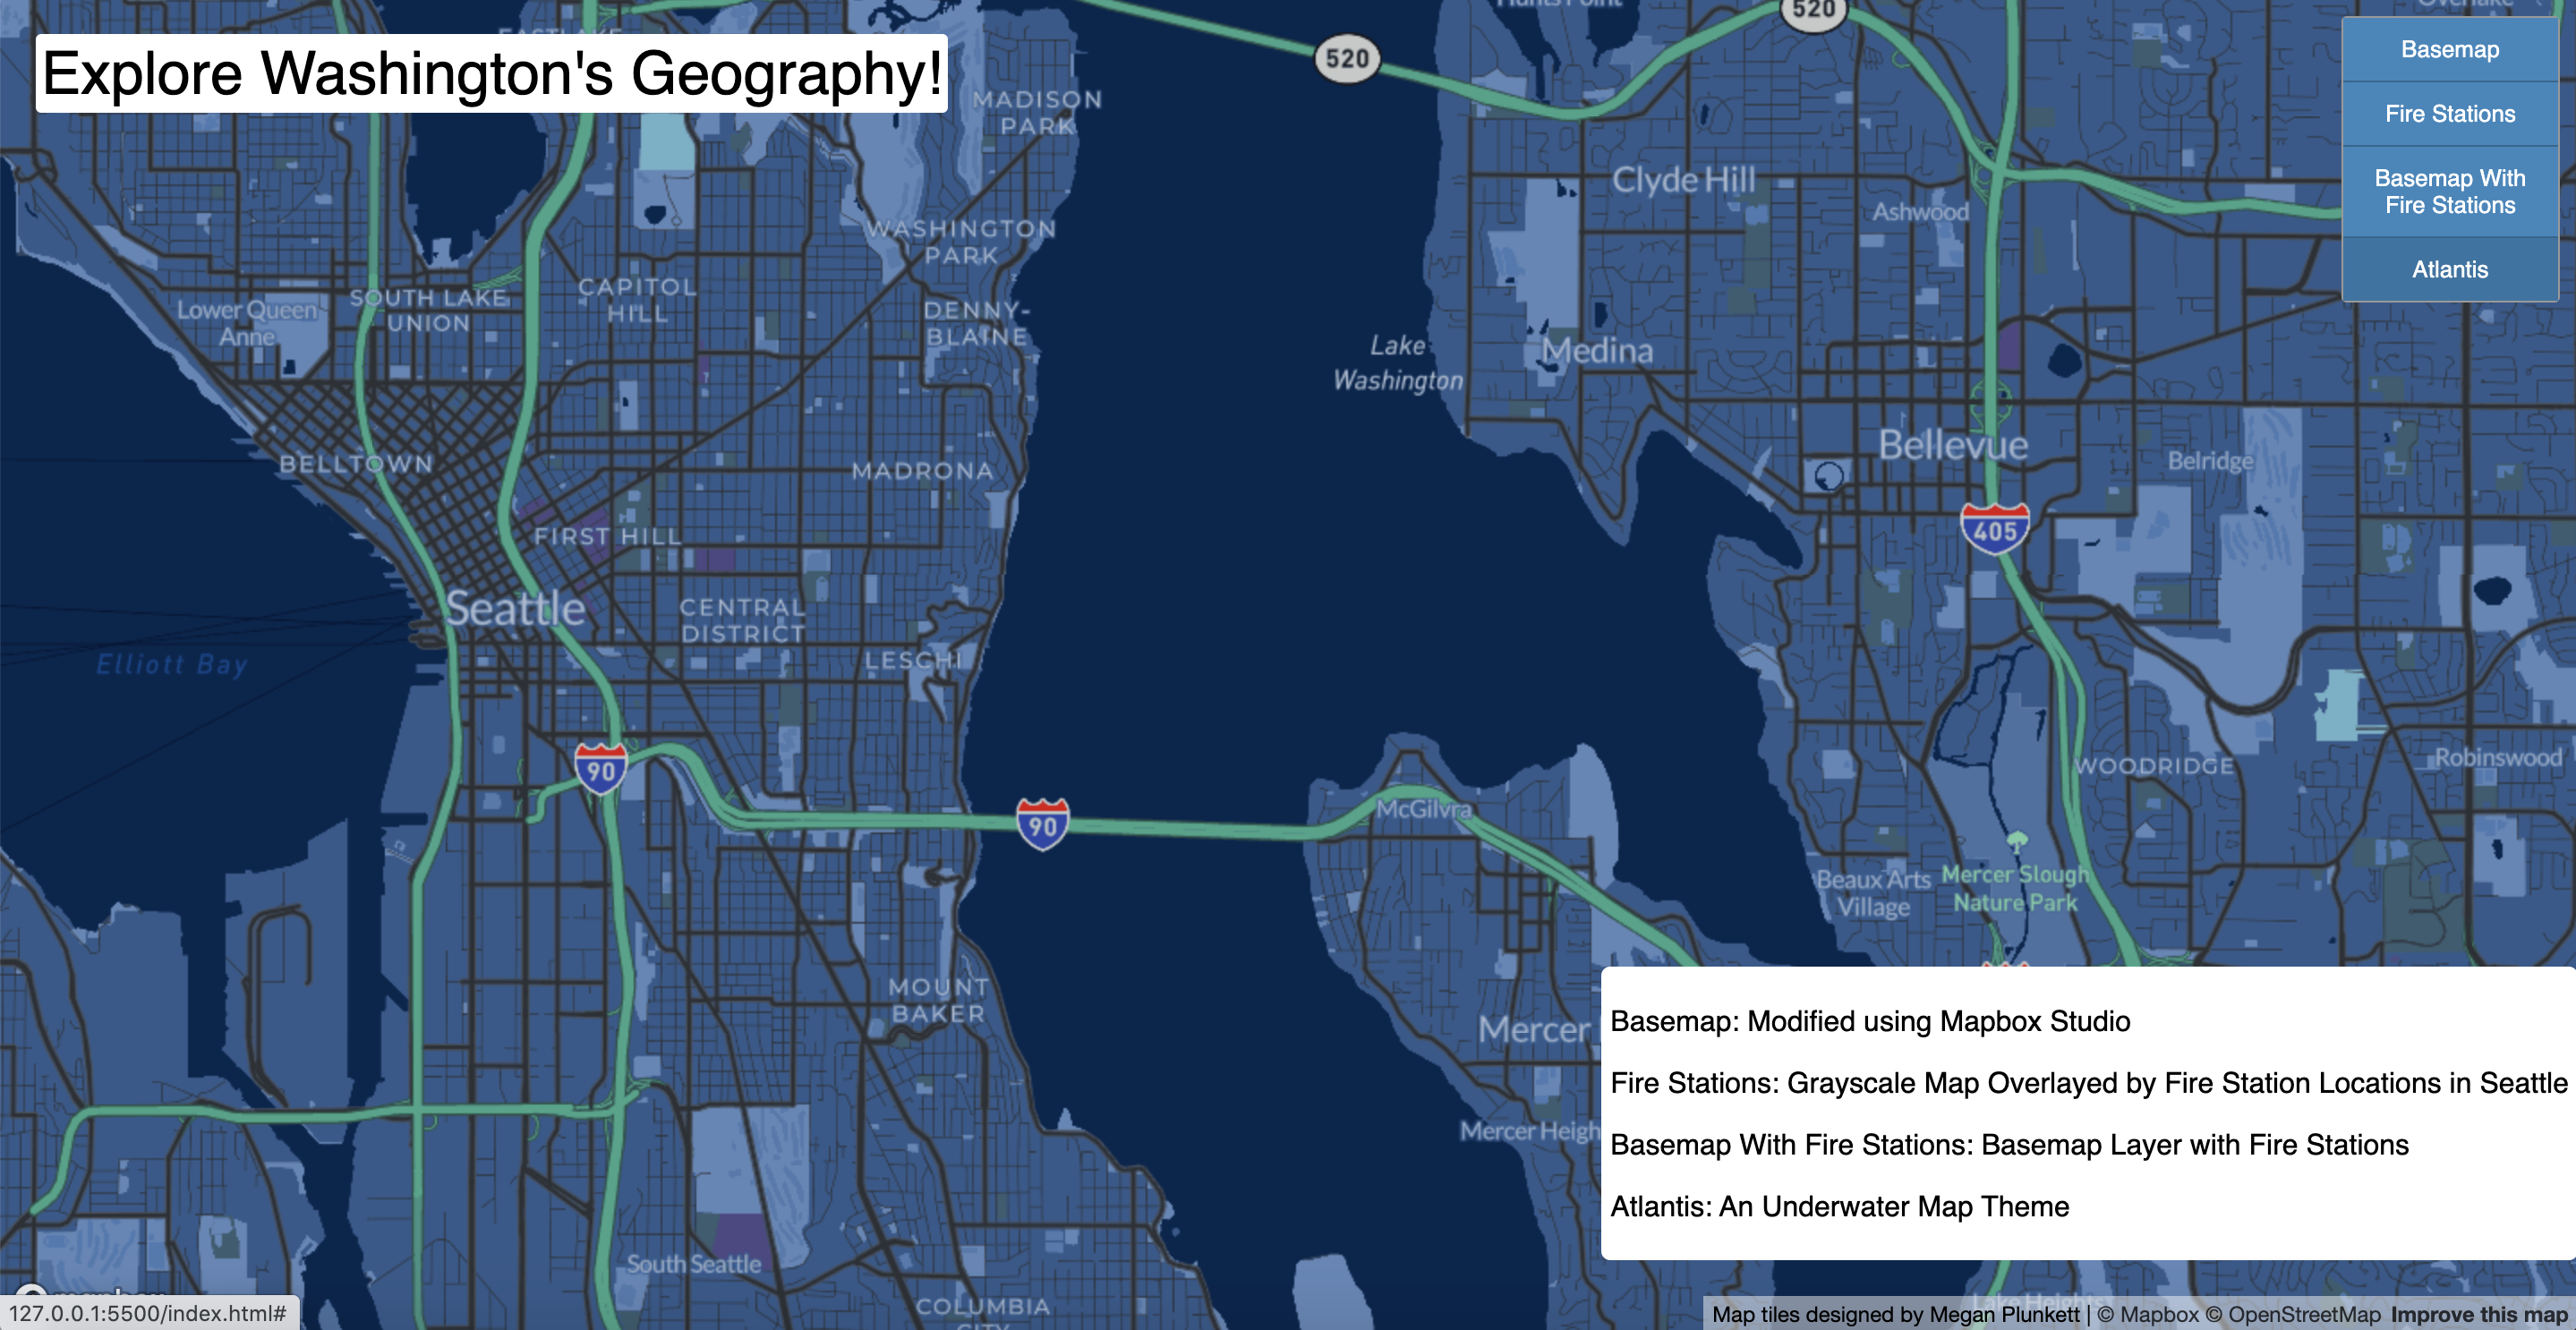 Explore Washington's Geography!
520
520
Basemap
Fire Stations
Basemap With
Fire Stations
Atlantis
MADISON
PARK
Clyde Hill
Ashwood
WASHINGTON
PARK
CAPITOL
HILL
SOUTH LAKE
UNION
Lower Queen
Anne
DENNY-
BLAINE
Lake
Washington
Medina
Bellevue
Belridge
BELLTOWN
MADRONA
FIRST HILL
405
Seattle
CENTRAL
DISTRICT
LESCHI
Elliott Bay
90
90
McGilvra
WOODRIDGE
Robinswood
Beaux Arts
Village
Mercer Slough
Nature Park
MOUNT
BAKER
Mercer
Mercer Heigh
Basemap: Modified using Mapbox Studio
Fire Stations: Grayscale Map Overlayed by Fire Station Locations in Seattle
Basemap With Fire Stations: Basemap Layer with Fire Stations
Atlantis: An Underwater Map Theme
South Seattle
COLUMBIA
Lake Heights
127.0.0.1:5500/index.html#
Map tiles designed by Megan Plunkett | © Mapbox © OpenStreetMap Improve this map